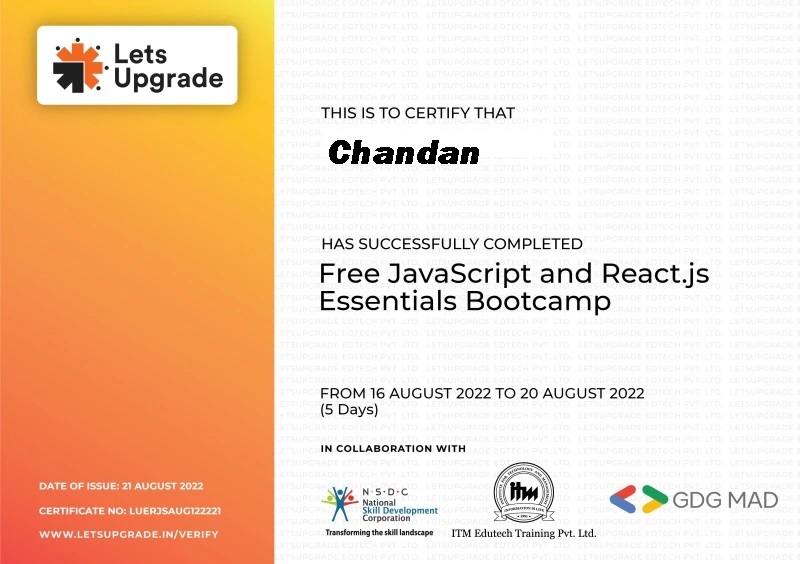 Lets
Upgrade
THIS IS TO CERTIFY THAT
Chandan
HAS SUCCESSFULLY COMPLETED
Free JavaScript and React.js
Essentials Bootcamp
FROM 16 AUGUST 2022 TO 20 AUGUST 2022
(5 Days)
IN COLLABORATION WITH
N·S·D·C
National
Skill Development
Corporation
Transforming the skill landscape
itm
ITM Edutech Training Pvt. Ltd.
GDG MAD
DATE OF ISSUE: 21 AUGUST 2022
CERTIFICATE NO: LUERJSAUG122221
WWW.LETSUPGRADE.IN/VERIFY